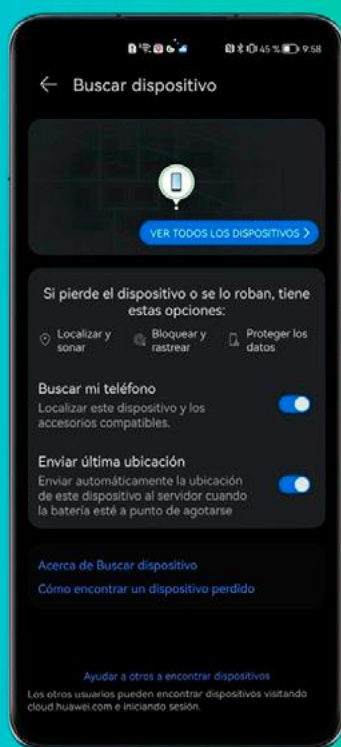 45 % 9:58
Buscar dispositivo
VER TODOS LOS DISPOSITIVOS
Si pierde el dispositivo o se lo roban, tiene
estas opciones:
Localizar y
sonar
Bloquear y
rastrear
Proteger los
datos
Buscar mi teléfono
Localizar este dispositivo y los
accesorios compatibles.
Enviar última ubicación
Enviar automáticamente la ubicación
de este dispositivo al servidor cuando
la batería esté a punto de agotarse
Acerca de Buscar dispositivo
Cómo encontrar un dispositivo perdido
Ayudar a otros a encontrar dispositivos
Los otros usuarios pueden encontrar dispositivos visitando
cloud.huawei.com e iniciando sesión.